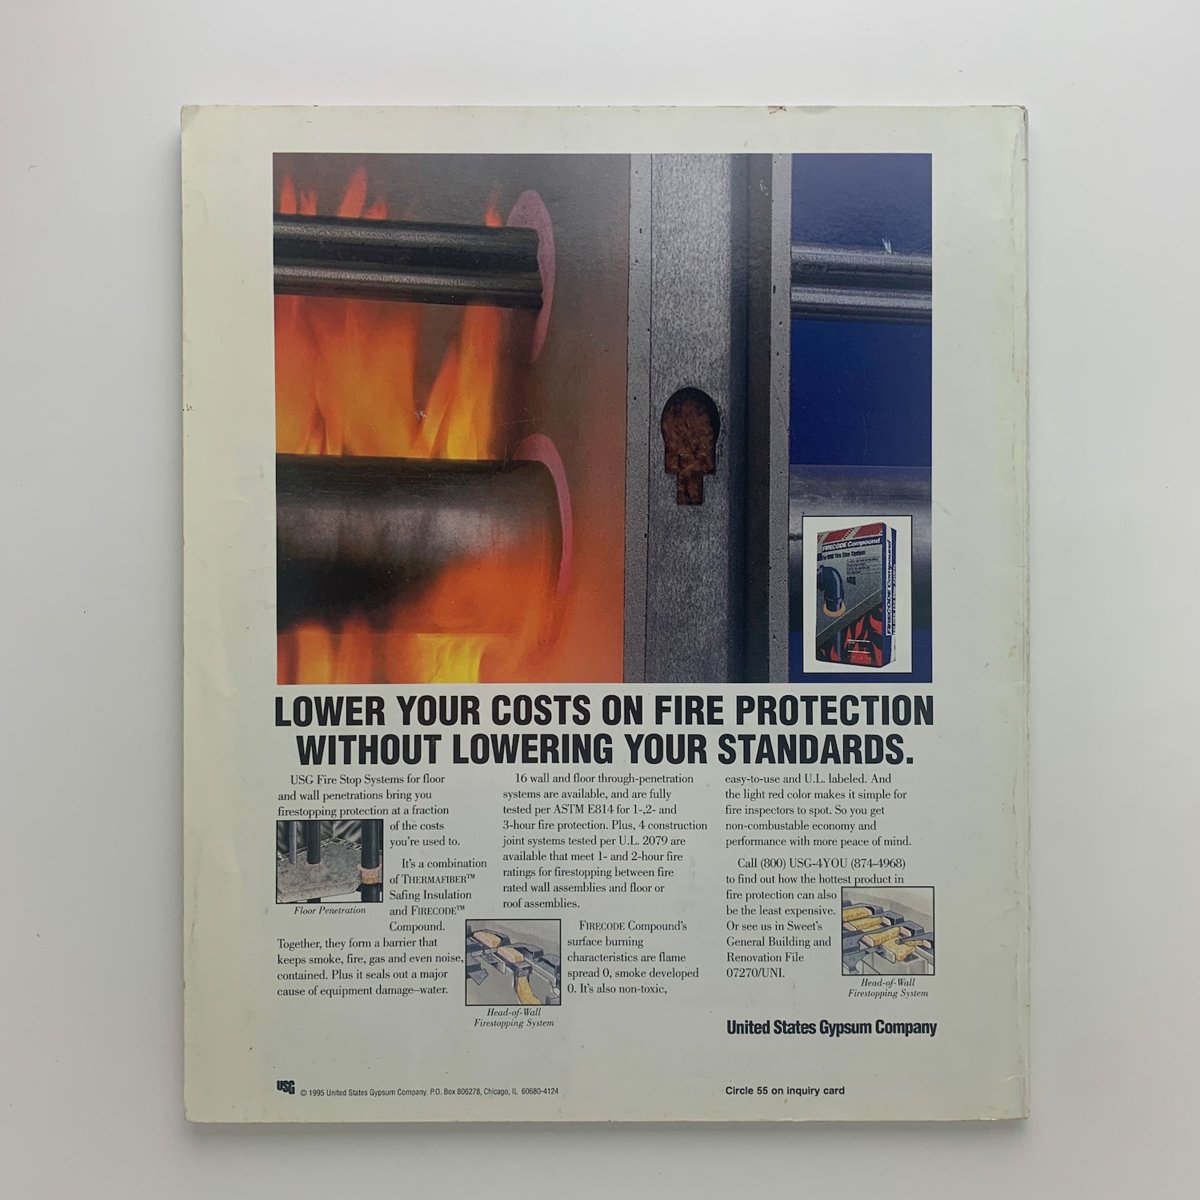 FIRECODE Compound
LOWER YOUR COSTS ON FIRE PROTECTION
WITHOUT LOWERING YOUR STANDARDS.
USG Fire Stop Systems for floor
and wall penetrations bring you
firestopping protection at a fraction
of the costs
you're used to.
It's a combination
of THERMAFIBER™
Safing Insulation
and FIRECODE™
Compound.
Floor Penetration
Together, they form a barrier that
keeps smoke, fire, gas and even noise,
contained. Plus it seals out a major
cause of equipment damage–water.
16 wall and floor through-penetration
systems are available, and are fully
tested per ASTM E814 for 1-,2- and
3-hour fire protection. Plus, 4 construction
joint systems tested per U.L. 2079 are
available that meet 1- and 2-hour fire
ratings for firestopping between fire
rated wall assemblies and floor or
roof assemblies.
FIRECODE Compound's
surface burning
characteristics are flame
spread 0, smoke developed
0. It's also non-toxic,
Head-of-Wall
Firestopping System
easy-to-use and U.L. labeled. And
the light red color makes it simple for
fire inspectors to spot. So you get
non-combustable economy and
performance with more peace of mind.
Call (800) USG-4YOU (874-4968)
to find out how the hottest product in
fire protection can also
be the least expensive.
Or see us in Sweet's
General Building and
Renovation File
07270/UNI.
Head-of-Wall
Firestopping System
United States Gypsum Company
USG © 1995 United States Gypsum Company. P.O. Box 806278, Chicago, IL 60680-4124
Circle 55 on inquiry card